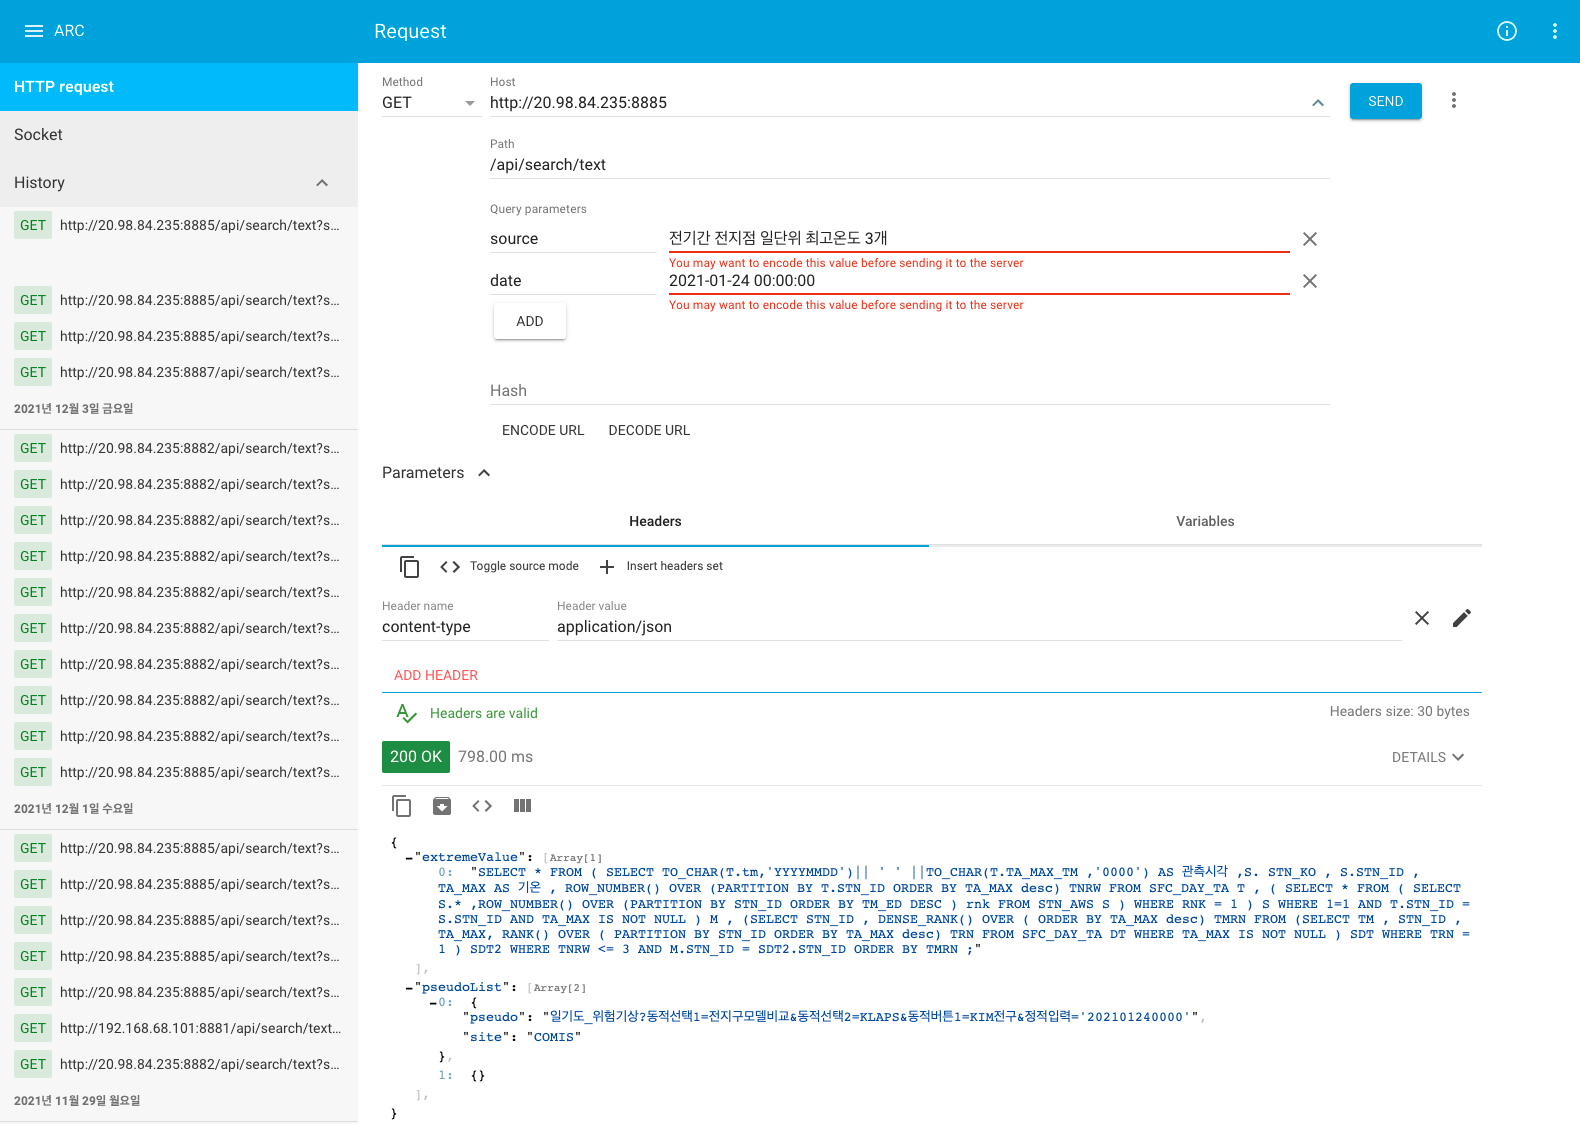 ARC
Request
HTTP request
Socket
History
GET http://20.98.84.235:8885/api/search/text?s...
GET http://20.98.84.235:8885/api/search/text?s...
GET http://20.98.84.235:8885/api/search/text?s...
GET http://20.98.84.235:8887/api/search/text?s...
2021년 12월 3일 금요일
GET http://20.98.84.235:8882/api/search/text?s...
GET http://20.98.84.235:8882/api/search/text?s...
GET http://20.98.84.235:8882/api/search/text?s...
GET http://20.98.84.235:8882/api/search/text?s...
GET http://20.98.84.235:8882/api/search/text?s...
GET http://20.98.84.235:8882/api/search/text?s...
GET http://20.98.84.235:8882/api/search/text?s...
GET http://20.98.84.235:8882/api/search/text?s...
GET http://20.98.84.235:8882/api/search/text?s...
GET http://20.98.84.235:8885/api/search/text?s...
2021년 12월 1일 수요일
GET http://20.98.84.235:8885/api/search/text?s...
GET http://20.98.84.235:8885/api/search/text?s...
GET http://20.98.84.235:8885/api/search/text?s...
GET http://20.98.84.235:8885/api/search/text?s...
GET http://20.98.84.235:8885/api/search/text?s...
GET http://192.168.68.101:8881/api/search/text...
GET http://20.98.84.235:8882/api/search/text?s...
2021년 11월 29일 월요일
Method
GET
Host
http://20.98.84.235:8885
SEND
Path
/api/search/text
Query parameters
source 전기간 전지점 일단위 최고온도 3개
You may want to encode this value before sending it to the server
date 2021-01-24 00:00:00
You may want to encode this value before sending it to the server
ADD
Hash
ENCODE URL DECODE URL
Parameters
Headers Variables
Toggle source mode Insert headers set
Header name Header value
content-type application/json
ADD HEADER
Headers are valid Headers size: 30 bytes
200 OK 798.00 ms DETAILS
{
"extremeValue": [Array[1]
0: "SELECT * FROM ( SELECT TO_CHAR(T.tm,'YYYYMMDD')|| ' ' ||TO_CHAR(T.TA_MAX_TM ,'0000') AS 관측시각 ,S. STN_KO , S.STN_ID ,
TA_MAX AS 기온 , ROW_NUMBER() OVER (PARTITION BY T.STN_ID ORDER BY TA_MAX desc) TNRW FROM SFC_DAY_TA T , ( SELECT * FROM ( SELECT
S.* ,ROW_NUMBER() OVER (PARTITION BY STN_ID ORDER BY TM_ED DESC ) rnk FROM STN_AWS S ) WHERE RNK = 1 ) S WHERE 1=1 AND T.STN_ID =
S.STN_ID AND TA_MAX IS NOT NULL ) M , (SELECT STN_ID , DENSE_RANK() OVER ( ORDER BY TA_MAX desc) TMRN FROM (SELECT TM , STN_ID ,
TA_MAX, RANK() OVER ( PARTITION BY STN_ID ORDER BY TA_MAX desc) TRN FROM SFC_DAY_TA DT WHERE TA_MAX IS NOT NULL ) SDT WHERE TRN =
1 ) SDT2 WHERE TNRW <= 3 AND M.STN_ID = SDT2.STN_ID ORDER BY TMRN ;"
],
"pseudoList": [Array[2]
0: {
"pseudo": "일기도_위험기상?동적선택1=전지구모델비교&동적선택2=KLAPS&동적버튼1=KIM전구&정적입력='202101240000'",
"site": "COMIS"
},
1: {}
],
}